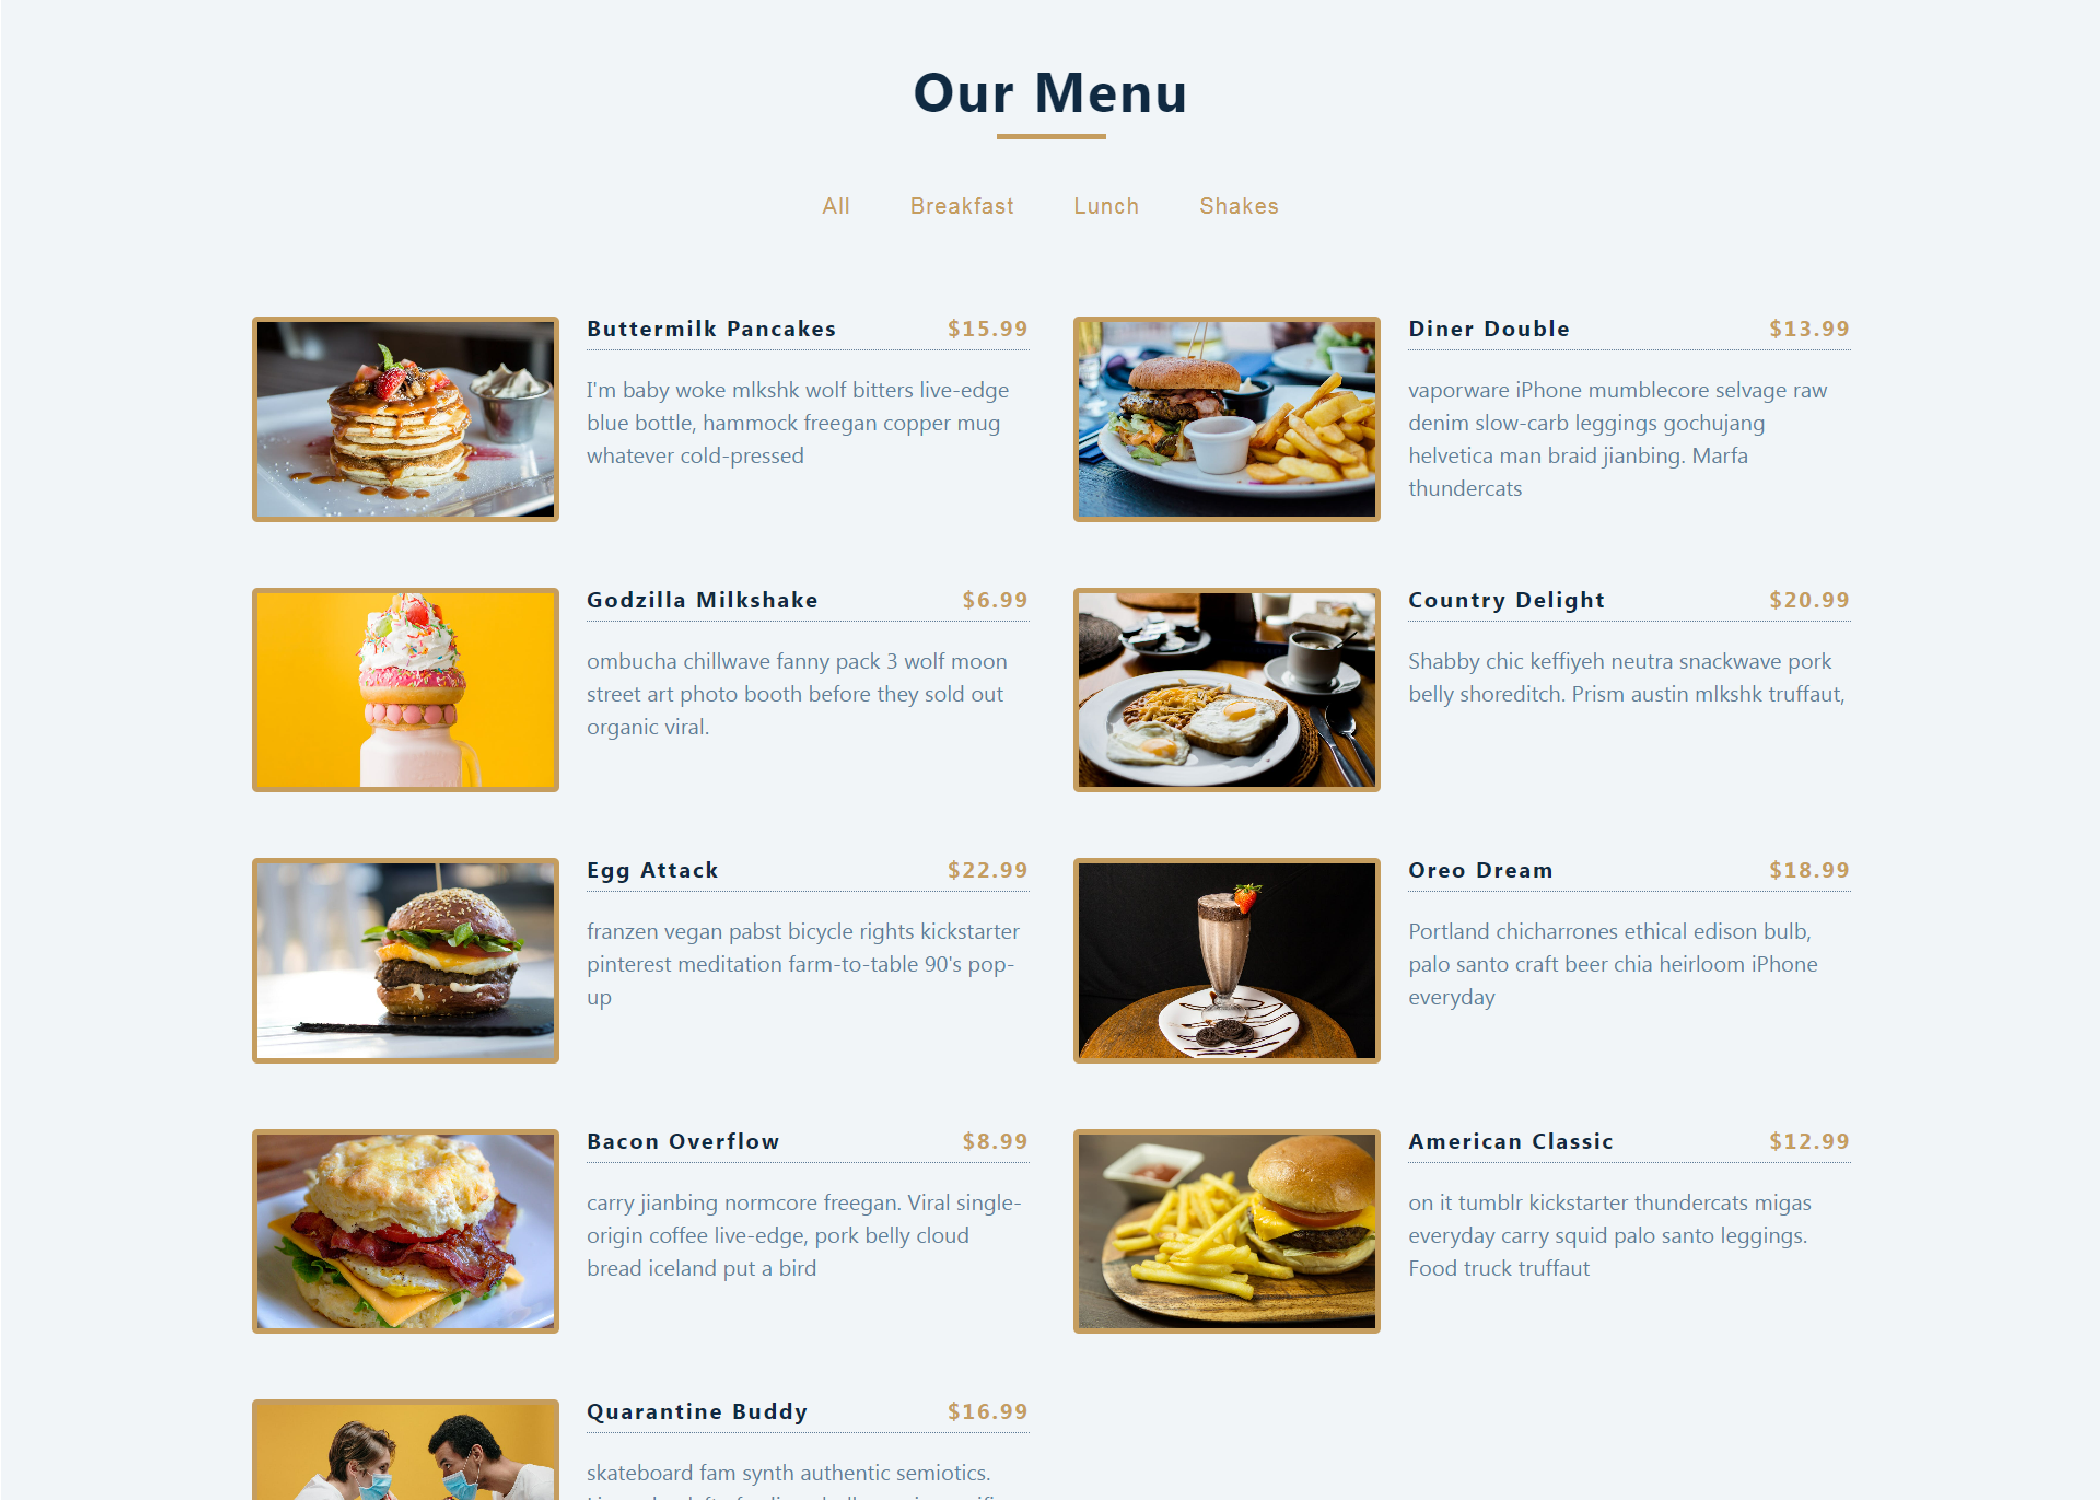 Our Menu
All Breakfast Lunch Shakes
Buttermilk Pancakes $15.99
I'm baby woke mlkshk wolf bitters live-edge
blue bottle, hammock freegan copper mug
whatever cold-pressed
Diner Double $13.99
vaporware iPhone mumblecore selvage raw
denim slow-carb leggings gochujang
helvetica man braid jianbing. Marfa
thundercats
Godzilla Milkshake $6.99
ombucha chillwave fanny pack 3 wolf moon
street art photo booth before they sold out
organic viral.
Country Delight $20.99
Shabby chic keffiyeh neutra snackwave pork
belly shoreditch. Prism austin mlkshk truffaut,
Egg Attack $22.99
franzen vegan pabst bicycle rights kickstarter
pinterest meditation farm-to-table 90's pop-
up
Oreo Dream $18.99
Portland chicharrones ethical edison bulb,
palo santo craft beer chia heirloom iPhone
everyday
Bacon Overflow $8.99
carry jianbing normcore freegan. Viral single-
origin coffee live-edge, pork belly cloud
bread iceland put a bird
American Classic $12.99
on it tumblr kickstarter thundercats migas
everyday carry squid palo santo leggings.
Food truck truffaut
Quarantine Buddy $16.99
skateboard fam synth authentic semiotics.